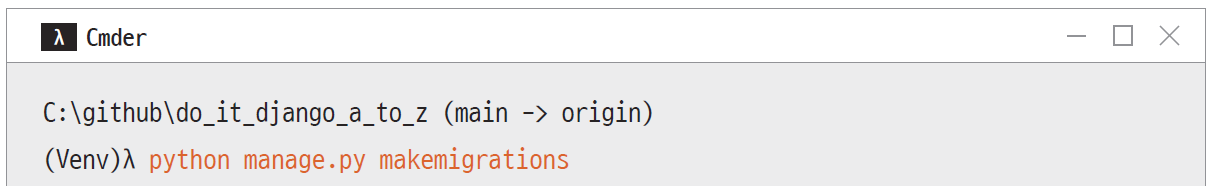 λ Cmder
C:\github\do_it_django_a_to_z (main -> origin)
(Venv)λ python manage.py makemigrations